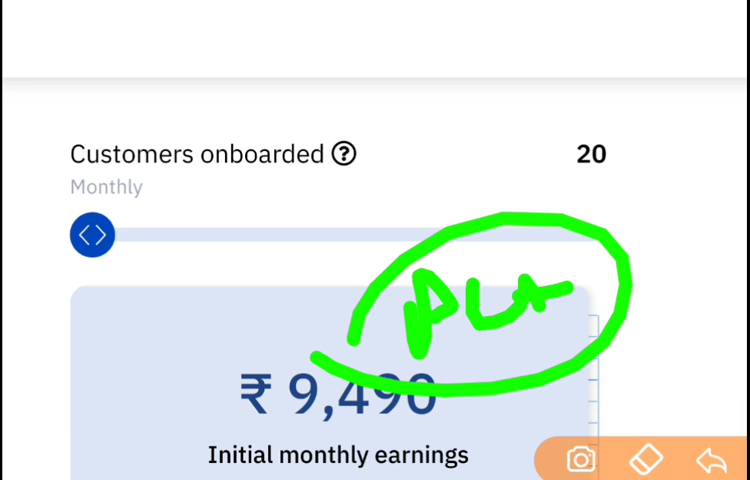 Customers onboarded ?
20
Monthly
₹ 9,490
Initial monthly earnings